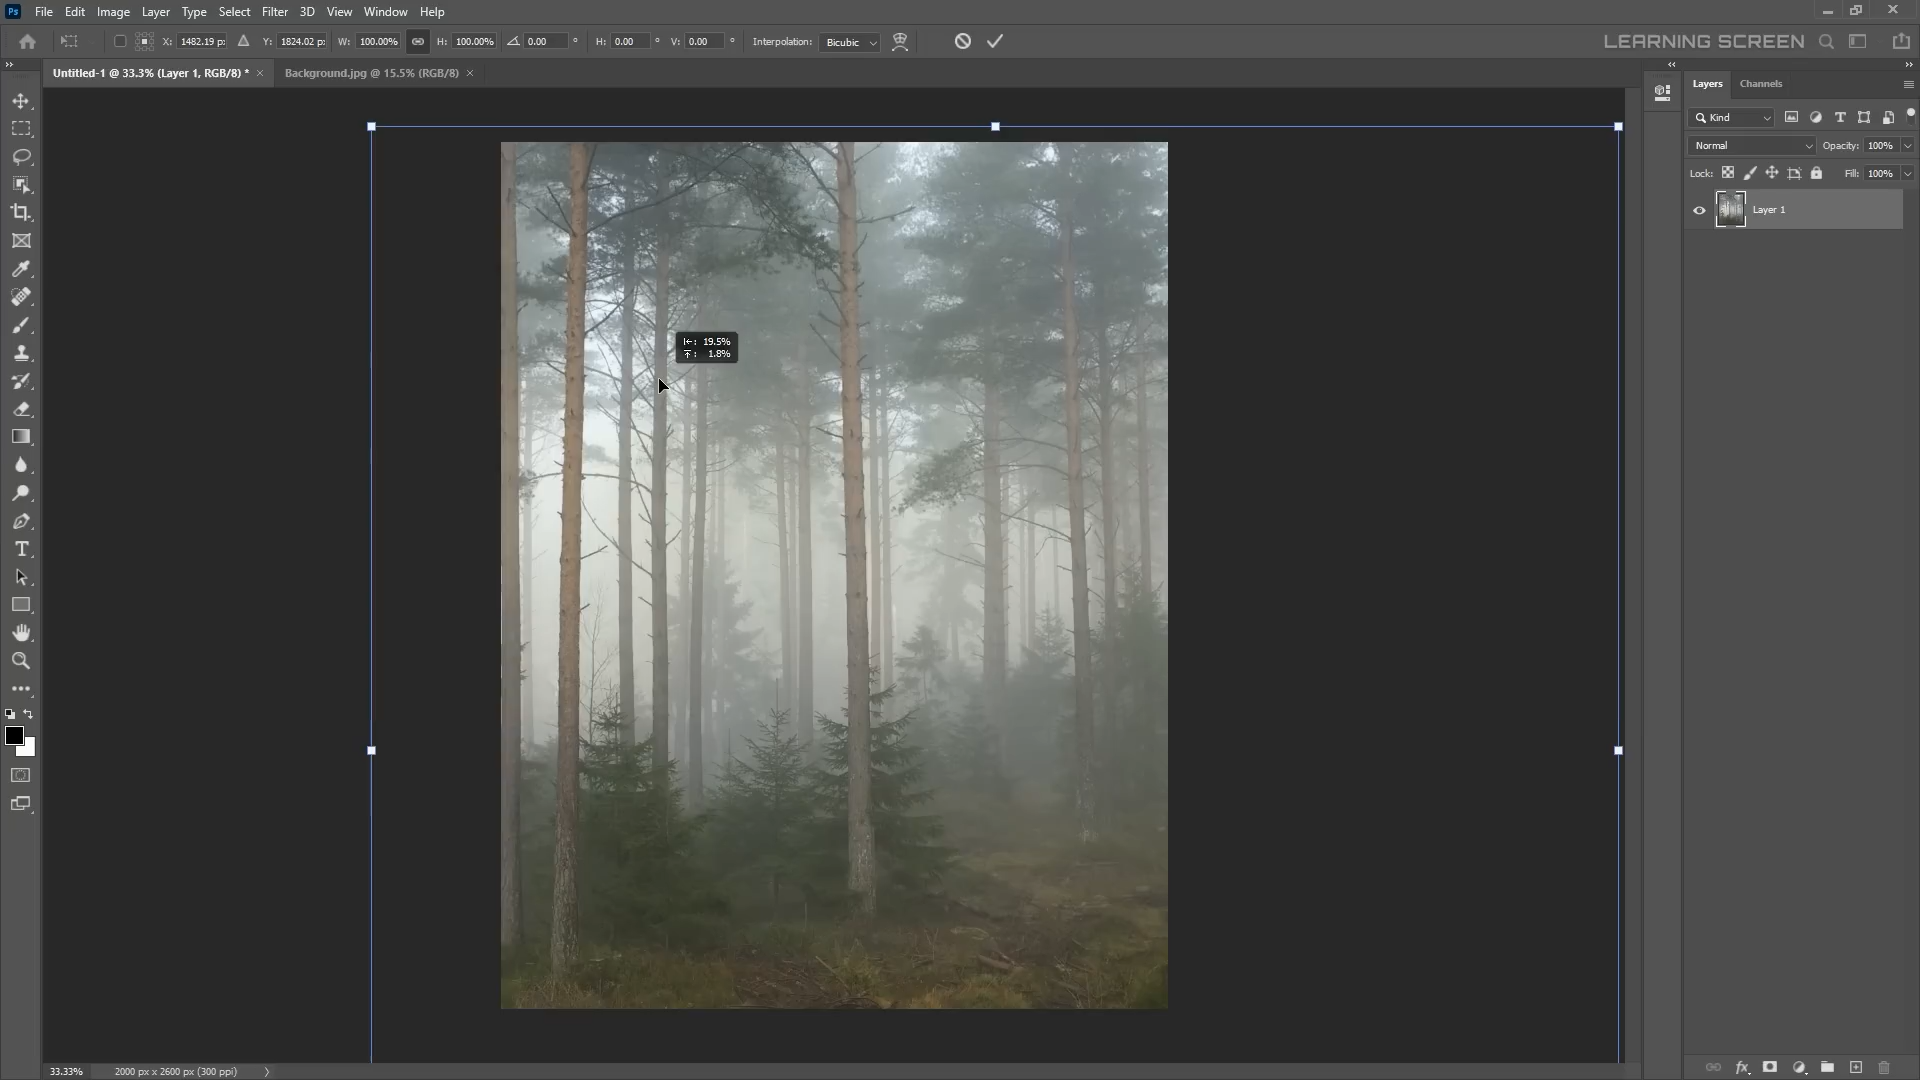 Ps File Edit Image Layer Type Select Filter 3D View Window Help
X: 1482.19 p: Y: 1824.02 p: W: 100.00% H: 100.00% 0.00 ° H: 0.00 ° V: 0.00 ° Interpolation: Bicubic LEARNING SCREEN
Untitled-1 @ 33.3% (Layer 1, RGB/8) * × Background.jpg @ 15.5% (RGB/8) ×
Layers Channels
Kind
Normal Opacity: 100%
Lock: Fill: 100%
Layer 1
19.5%
1.8%
33.33% 2000 px x 2600 px (300 ppi)